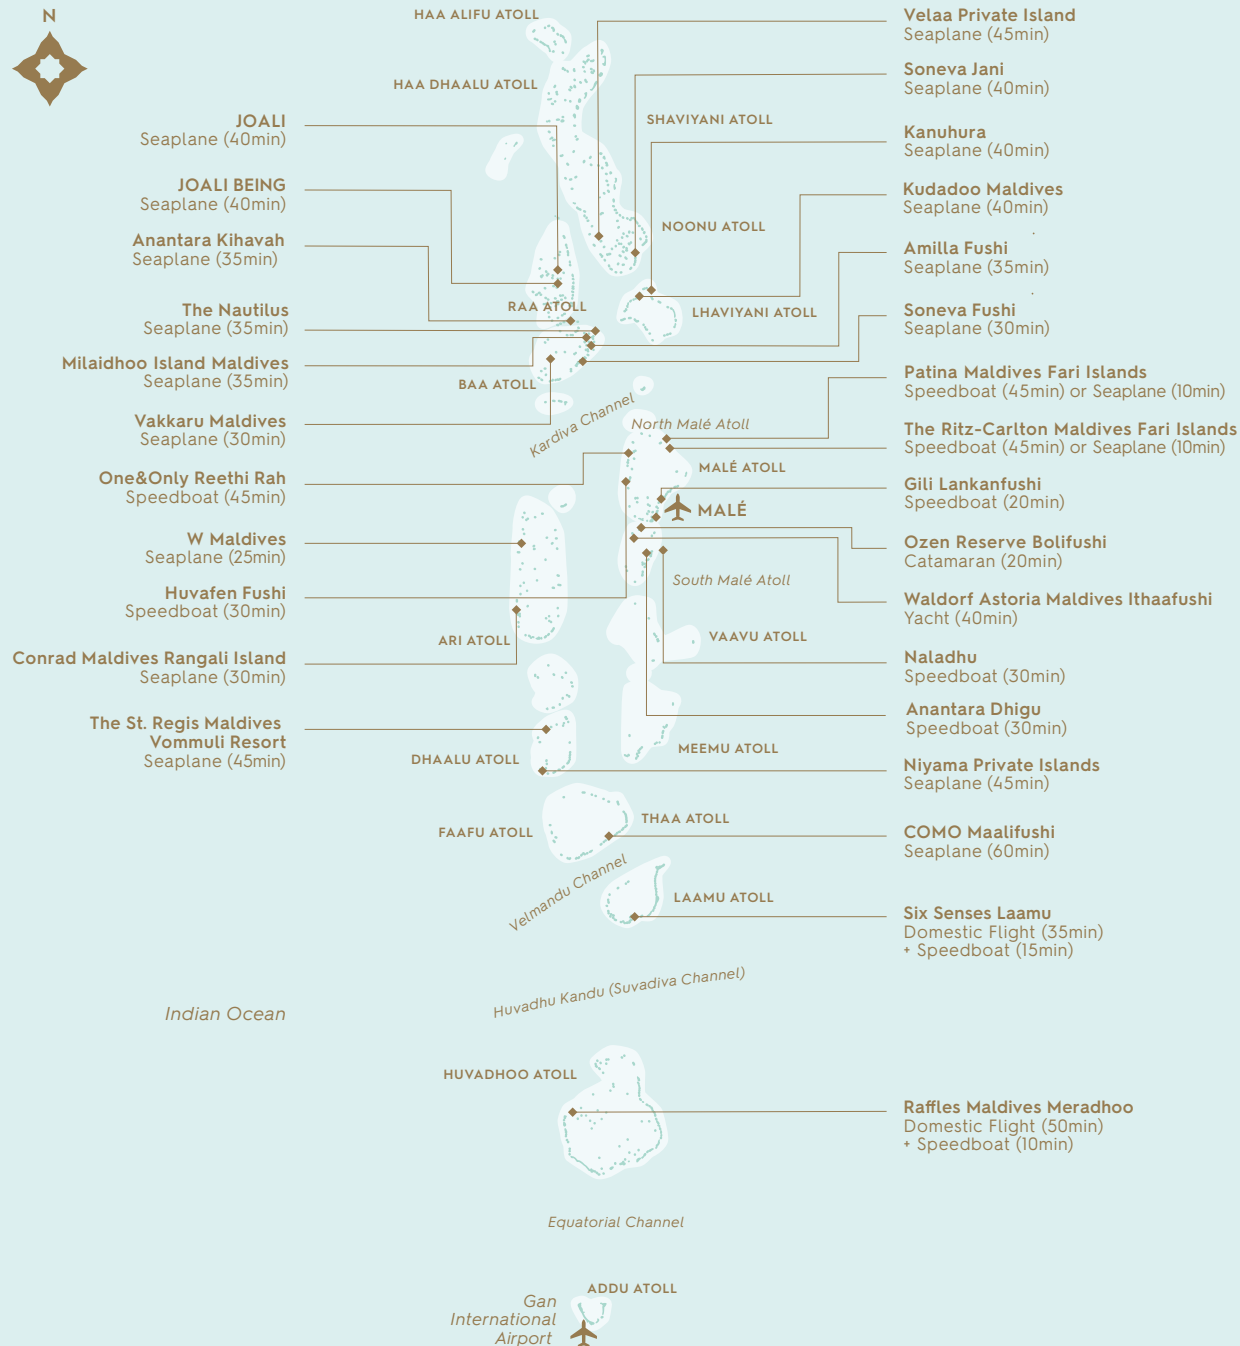 N
JOALI
Seaplane (40min)
JOALI BEING
Seaplane (40min)
Anantara Kihavah
Seaplane (35min)
The Nautilus
Seaplane (35min)
Milaidhoo Island Maldives
Seaplane (35min)
Vakkaru Maldives
Seaplane (30min)
One&Only Reethi Rah
Speedboat (45min)
W Maldives
Seaplane (25min)
Huvafen Fushi
Speedboat (30min)
Conrad Maldives Rangali Island
Seaplane (30min)
The St. Regis Maldives
Vommuli Resort
Seaplane (45min)
Indian Ocean
HAA ALIFU ATOLL
HAA DHAALU ATOLL
SHAVIYANI ATOLL
NOONU ATOLL
RAA ATOLL
LHAVIYANI ATOLL
BAA ATOLL
Kardiva Channel
North Malé Atoll
MALÉ ATOLL
MALÉ
South Malé Atoll
ARI ATOLL
VAAVU ATOLL
MEEMU ATOLL
DHAALU ATOLL
THAA ATOLL
FAAFU ATOLL
Velmandu Channel
LAAMU ATOLL
Huvadhu Kandu (Suvadiva Channel)
HUVADHOO ATOLL
Equatorial Channel
ADDU ATOLL
Gan
International
Airport
Velaa Private Island
Seaplane (45min)
Soneva Jani
Seaplane (40min)
Kanuhura
Seaplane (40min)
Kudadoo Maldives
Seaplane (40min)
Amilla Fushi
Seaplane (35min)
Soneva Fushi
Seaplane (30min)
Patina Maldives Fari Islands
Speedboat (45min) or Seaplane (10min)
The Ritz-Carlton Maldives Fari Islands
Speedboat (45min) or Seaplane (10min)
Gili Lankanfushi
Speedboat (20min)
Ozen Reserve Bolifushi
Catamaran (20min)
Waldorf Astoria Maldives Ithaafushi
Yacht (40min)
Naladhu
Speedboat (30min)
Anantara Dhigu
Speedboat (30min)
Niyama Private Islands
Seaplane (45min)
COMO Maalifushi
Seaplane (60min)
Six Senses Laamu
Domestic Flight (35min)
+ Speedboat (15min)
Raffles Maldives Meradhoo
Domestic Flight (50min)
+ Speedboat (10min)